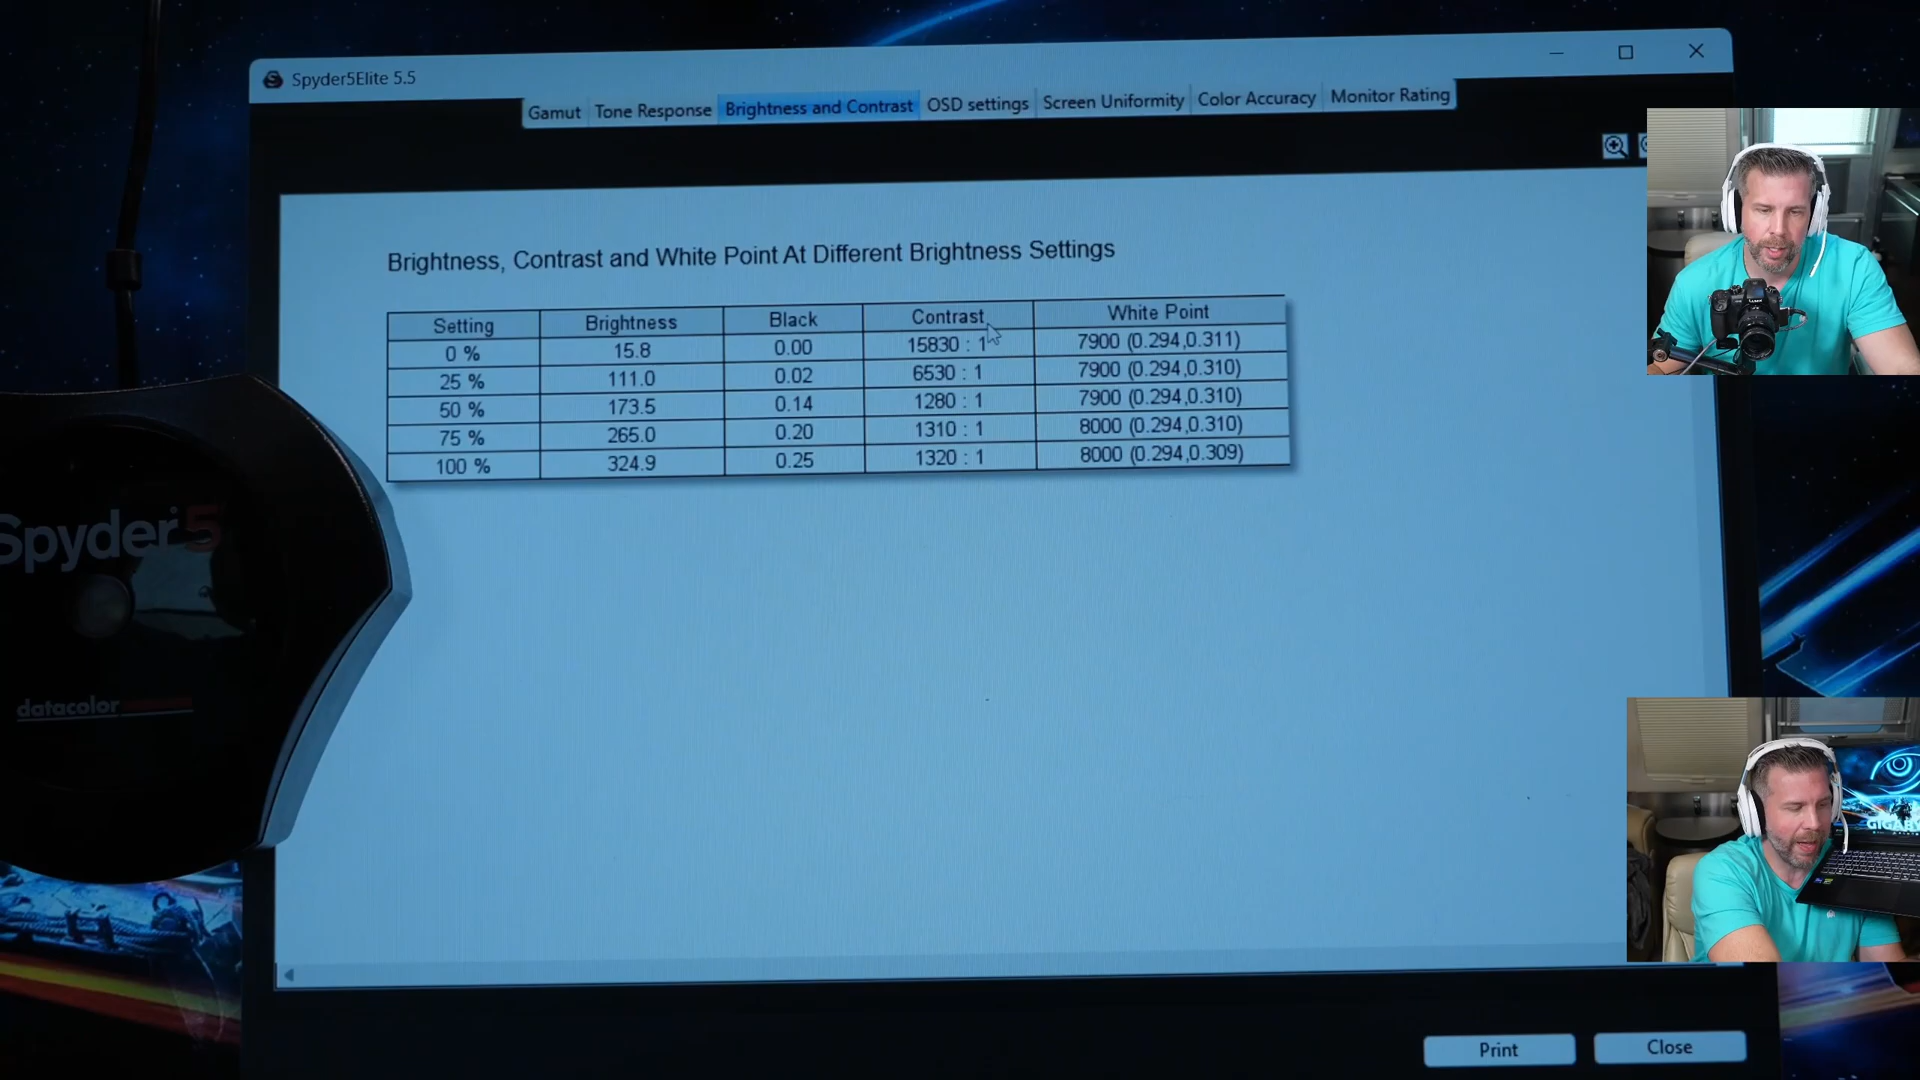 Spyder5Elite 5.5
Gamut Tone Response Brightness and Contrast OSD settings Screen Uniformity Color Accuracy Monitor Rating
Brightness, Contrast and White Point At Different Brightness Settings
Setting Brightness Black Contrast White Point
0 % 15.8 0.00 15830 : 1 7900 (0.294,0.311)
25 % 111.0 0.02 6530 : 1 7900 (0.294,0.310)
50 % 173.5 0.14 1280 : 1 7900 (0.294,0.310)
75 % 265.0 0.20 1310 : 1 8000 (0.294,0.310)
100 % 324.9 0.25 1320 : 1 8000 (0.294,0.309)
Spyder5
datacolor
GIGAB
Print Close